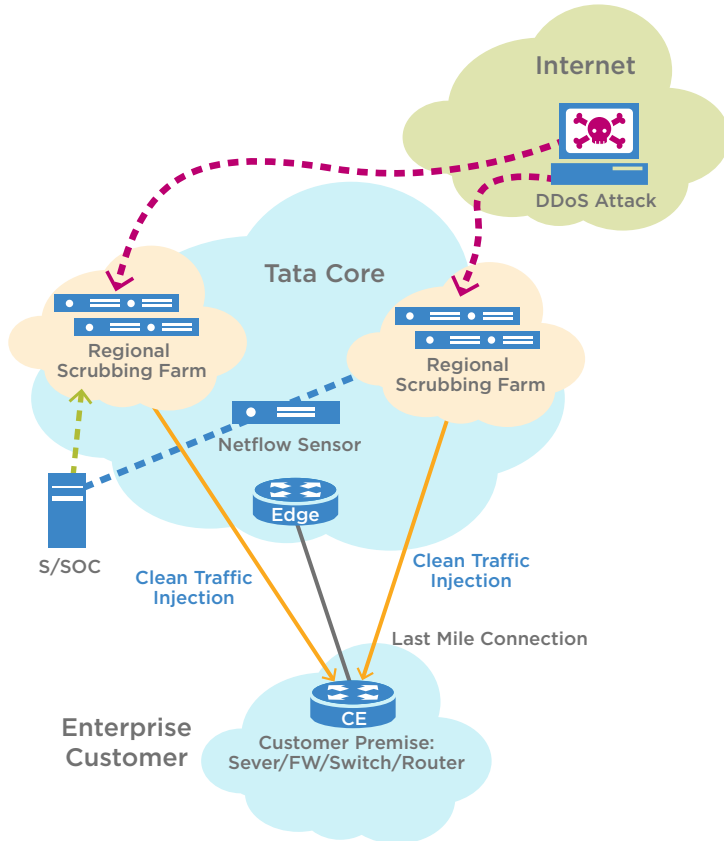 Internet
DDoS Attack
Tata Core
Regional
Scrubbing Farm
Regional
Scrubbing Farm
Netflow Sensor
Edge
S/SOC
Clean Traffic
Injection
Clean Traffic
Injection
Last Mile Connection
CE
Enterprise
Customer
Customer Premise:
Sever/FW/Switch/Router